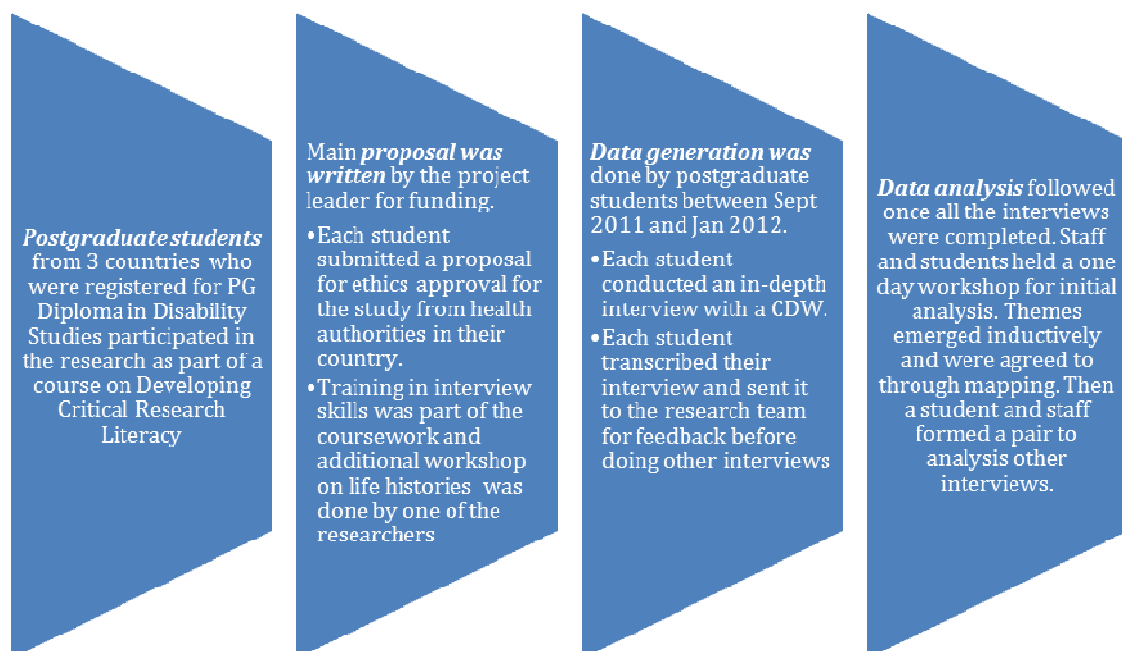 Postgraduate students
from 3 countries who
were registered for PG
Diploma in Disability
Studies participated in
the research as part of a
course on Developing
Critical Research
Literacy
Main proposal was
written by the project
leader for funding.
•Each student
submitted a proposal
for ethics approval for
the study from health
authorities in their
country.
•Training in interview
skills was part of the
coursework and
additional workshop
on life histories was
done by one of the
researchers
Data generation was
done by postgraduate
students between Sept
2011 and Jan 2012.
•Each student
conducted an in-depth
interview with a CDW.
•Each student
transcribed their
interview and sent it
to the research team
for feedback before
doing other interviews
Data analysis followed
once all the interviews
were completed. Staff
and students held a one
day workshop for initial
analysis. Themes
emerged inductively
and were agreed to
through mapping. Then
a student and staff
formed a pair to
analysis other
interviews.